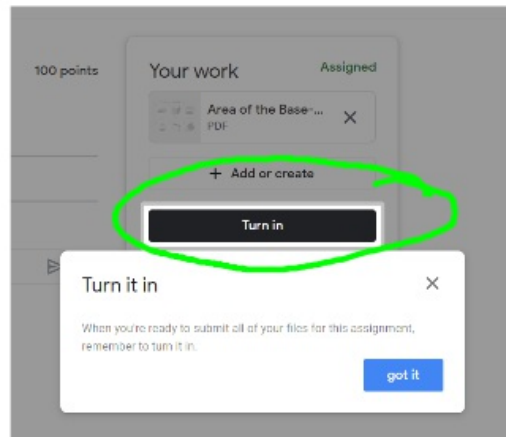 100 points
Your work
Assigned
Area of the Base-...
PDF
+ Add or create
Turn in
Turn it in
When you're ready to submit all of your files for this assignment,
remember to turn it in.
got it